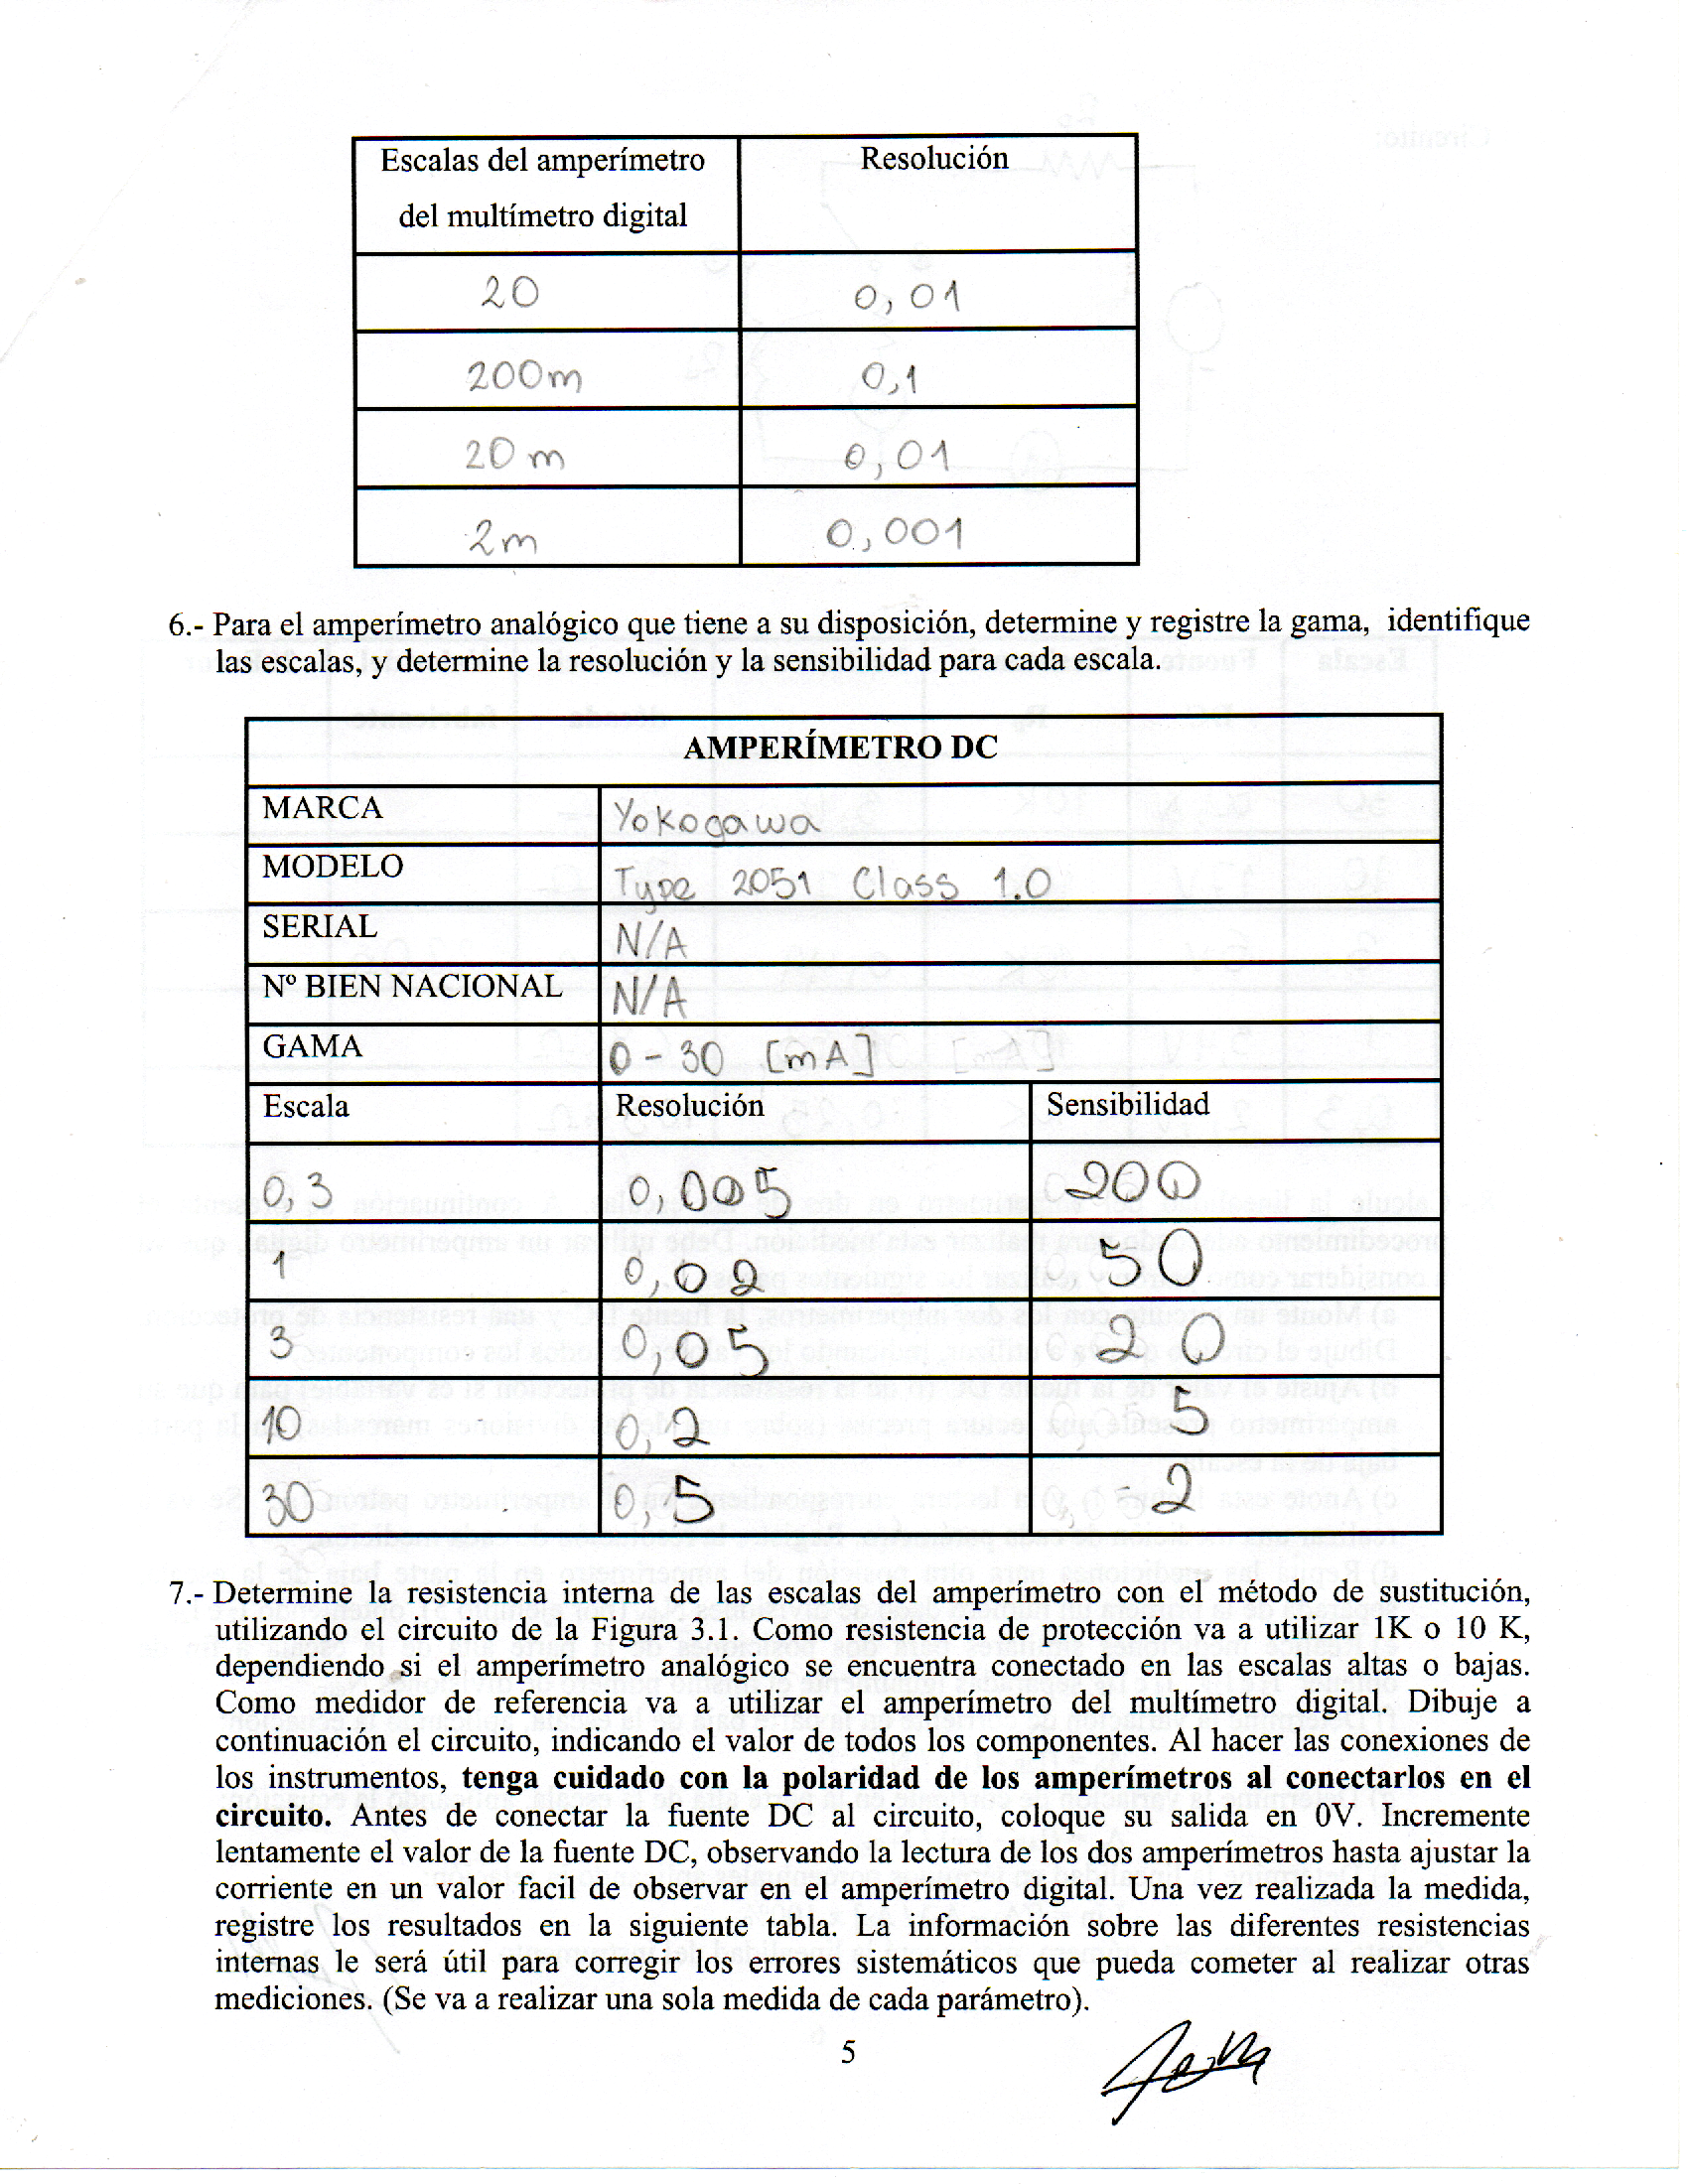 Escalas del amperímetro
del multímetro digital
Resolución
20 0,01
200m 0,1
20 m 0,01
2m 0,001
6.- Para el amperímetro analógico que tiene a su disposición, determine y registre la gama, identifique
las escalas, y determine la resolución y la sensibilidad para cada escala.
AMPERÍMETRO DC
MARCA Yokogawa
MODELO Type 2051 Class 1.0
SERIAL N/A
Nº BIEN NACIONAL N/A
GAMA 0 - 30 [mA]
Escala Resolución Sensibilidad
0,3 0,005 200
1 0,02 50
3 0,05 20
10 0,2 5
30 0,5 2
7.- Determine la resistencia interna de las escalas del amperímetro con el método de sustitución,
utilizando el circuito de la Figura 3.1. Como resistencia de protección va a utilizar 1K o 10 K,
dependiendo si el amperímetro analógico se encuentra conectado en las escalas altas o bajas.
Como medidor de referencia va a utilizar el amperímetro del multímetro digital. Dibuje a
continuación el circuito, indicando el valor de todos los componentes. Al hacer las conexiones de
los instrumentos, tenga cuidado con la polaridad de los amperímetros al conectarlos en el
circuito. Antes de conectar la fuente DC al circuito, coloque su salida en 0V. Incremente
lentamente el valor de la fuente DC, observando la lectura de los dos amperímetros hasta ajustar la
corriente en un valor facil de observar en el amperímetro digital. Una vez realizada la medida,
registre los resultados en la siguiente tabla. La información sobre las diferentes resistencias
internas le será útil para corregir los errores sistemáticos que pueda cometer al realizar otras
mediciones. (Se va a realizar una sola medida de cada parámetro).
5